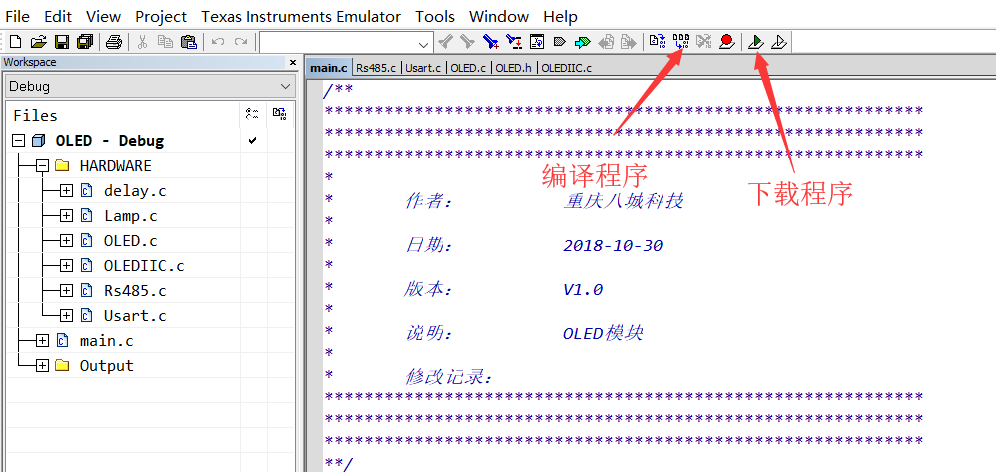 File Edit View Project Texas Instruments Emulator Tools Window Help
Workspace
Debug
Files
OLED - Debug
HARDWARE
delay.c
Lamp.c
OLED.c
OLEDIIC.c
Rs485.c
Usart.c
main.c
Output
main.c Rs485.c Usart.c OLED.c OLED.h OLEDIIC.c
/**
************************************************************
************************************************************
************************************************************
*
* 作者： 重庆八城科技
*
* 日期： 2018-10-30
*
* 版本： V1.0
*
* 说明： OLED模块
*
* 修改记录：
************************************************************
************************************************************
************************************************************
**/
编译程序
下载程序